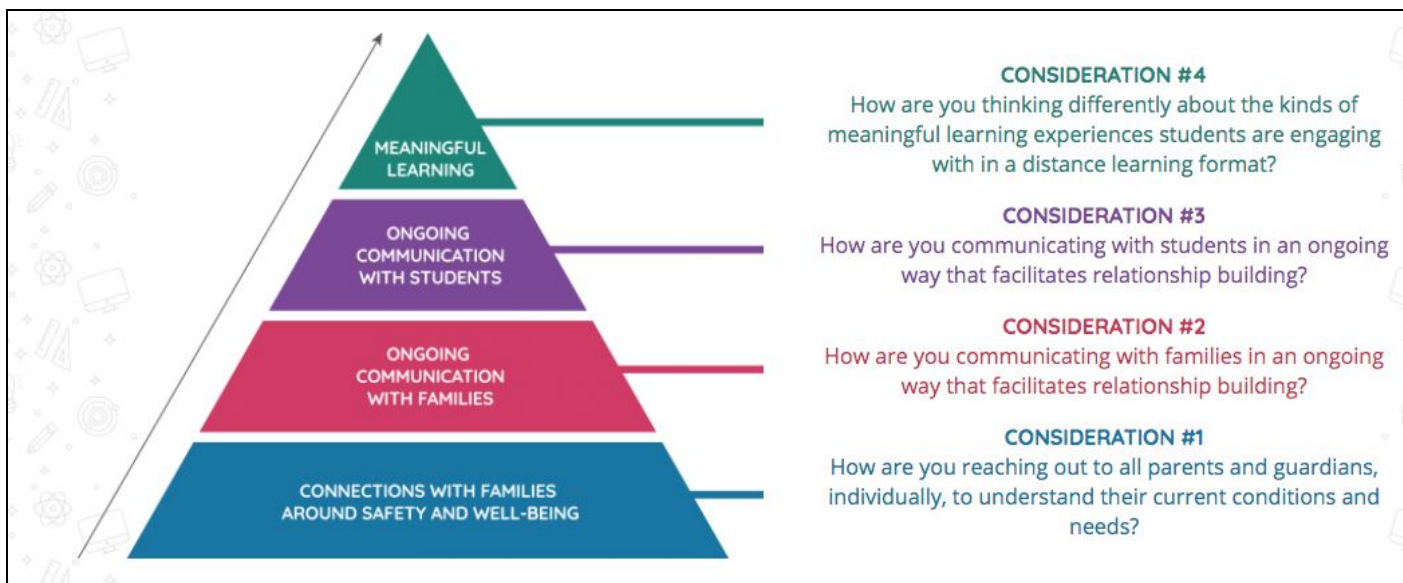 MEANINGFUL
LEARNING
CONSIDERATION #4
How are you thinking differently about the kinds of
meaningful learning experiences students are engaging
with in a distance learning format?
ONGOING
COMMUNICATION
WITH STUDENTS
CONSIDERATION #3
How are you communicating with students in an ongoing
way that facilitates relationship building?
ONGOING
COMMUNICATION
WITH FAMILIES
CONSIDERATION #2
How are you communicating with families in an ongoing
way that facilitates relationship building?
CONNECTIONS WITH FAMILIES
AROUND SAFETY AND WELL-BEING
CONSIDERATION #1
How are you reaching out to all parents and guardians,
individually, to understand their current conditions and
needs?